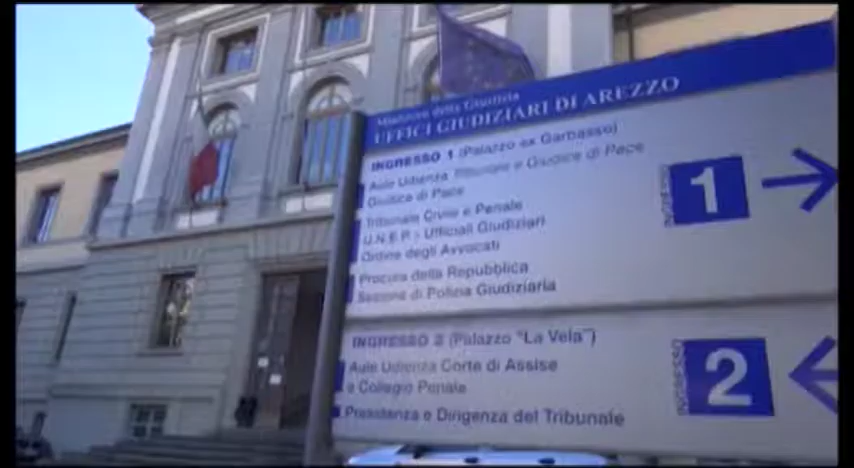 Ministero della Giustizia
UFFICI GIUDIZIARI DI AREZZO
INGRESSO 1 (Palazzo ex Garbasso)
Aule Udienza Tribunale e Giudice di Pace
Giudice di Pace
Tribunale Civile e Penale
U.N.E.P. - Ufficiali Giudiziari
Ordine degli Avvocati
Procura della Repubblica
Sezione di Polizia Giudiziaria
INGRESSO 1
INGRESSO 2 (Palazzo "La Vela")
Aule Udienza Corte di Assise
e Collegio Penale
Presidenza e Dirigenza del Tribunale
INGRESSO 2